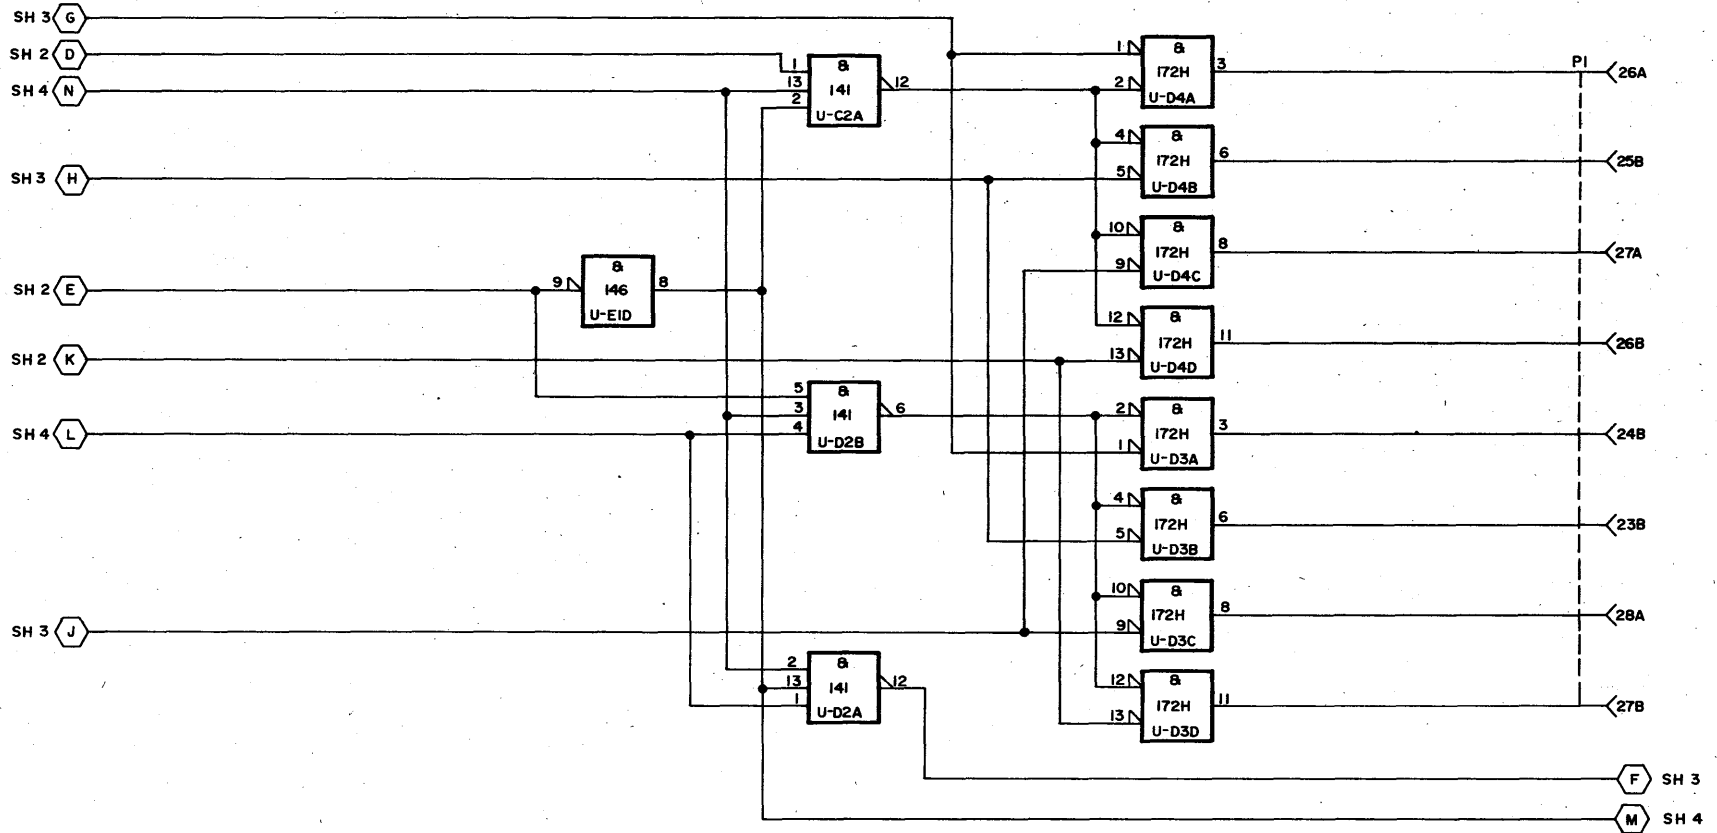 SH 3 G
SH 2 D
SH 4 N
1 &
13 141 12
2 U-C2A
1 & 3
2 172H
U-D4A
P1
26A
SH 3 H
4 & 6
5 172H
U-D4B
25B
10 & 8
9 172H
U-D4C
27A
SH 2 E
9 & 8
146
U-E1D
12 & 11
13 172H
U-D4D
26B
SH 2 K
5 &
3 141 6
4 U-D2B
2 & 3
1 172H
U-D3A
24B
SH 4 L
4 & 6
5 172H
U-D3B
23B
10 & 8
9 172H
U-D3C
28A
SH 3 J
2 &
13 141 12
1 U-D2A
12 & 11
13 172H
U-D3D
27B
F SH 3
M SH 4